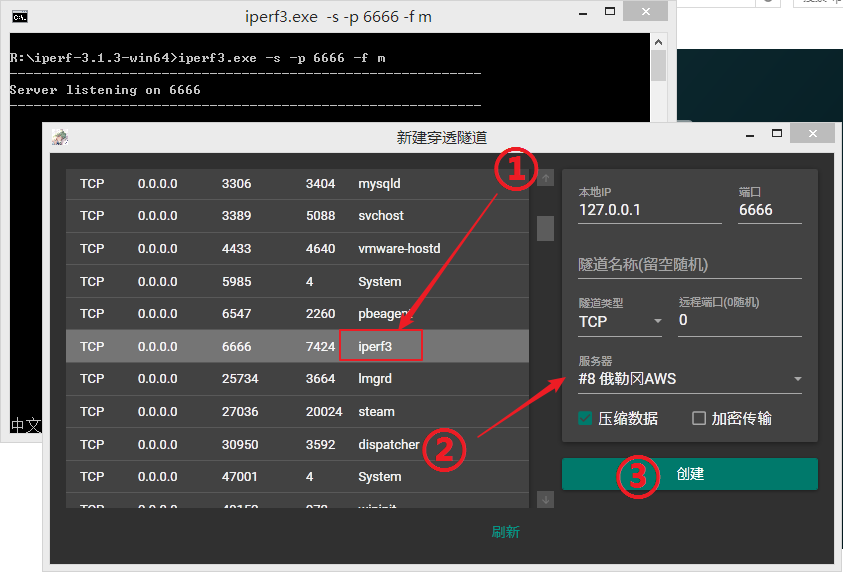 iperf3.exe -s -p 6666 -f m
R:\iperf-3.1.3-win64>iperf3.exe -s -p 6666 -f m
-----------------------------------------------------------
Server listening on 6666
-----------------------------------------------------------
中文
新建穿透隧道
TCP 0.0.0.0 3306 3404 mysqld
TCP 0.0.0.0 3389 5088 svchost
TCP 0.0.0.0 4433 4640 vmware-hostd
TCP 0.0.0.0 5985 4 System
TCP 0.0.0.0 6547 2260 pbeagent
TCP 0.0.0.0 6666 7424 iperf3
TCP 0.0.0.0 25734 3664 lmgrd
TCP 0.0.0.0 27036 20024 steam
TCP 0.0.0.0 30950 3592 dispatcher
TCP 0.0.0.0 47001 4 System
刷新
①
②
本地IP 端口
127.0.0.1 6666
隧道名称(留空随机)
隧道类型 远程端口(0随机)
TCP 0
服务器
#8 俄勒冈AWS
压缩数据 加密传输
③ 创建